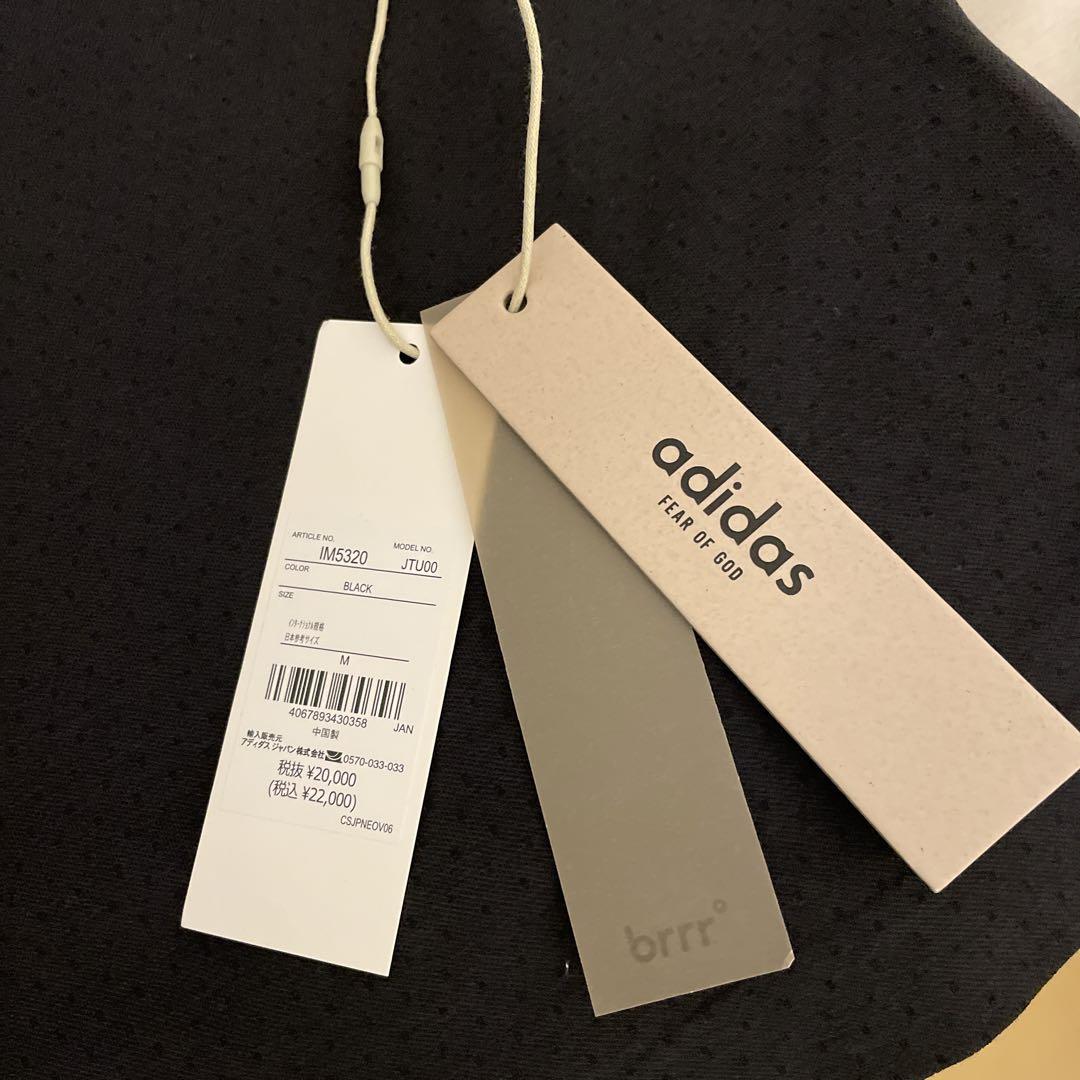 ARTICLE NO. MODEL NO.
IM5320 JTU00
COLOR
BLACK
SIZE
インターナショナル規格
日本参考サイズ
M
4067893430358 JAN
中国製
輸入販売元
アディダス ジャパン株式会社 0570-033-033
税抜 ¥20,000
(税込 ¥22,000)
CSJPNEOV06
adidas
FEAR OF GOD
brrr°